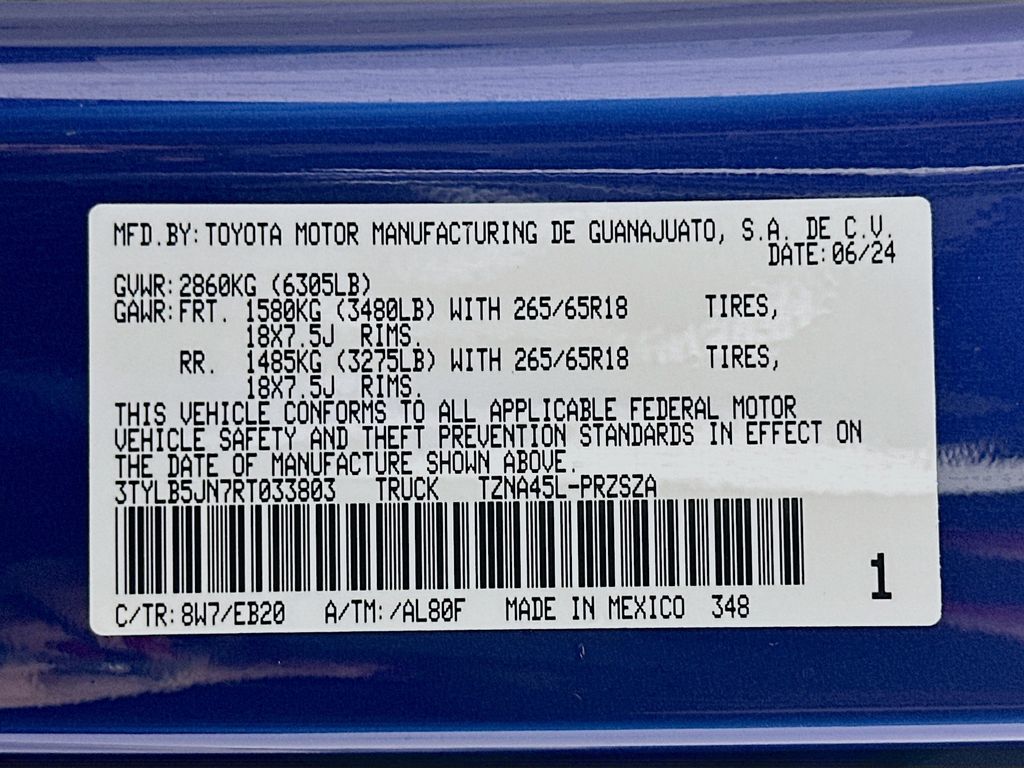 MFD.BY: TOYOTA MOTOR MANUFACTURING DE GUANAJUATO, S.A. DE C.V.
DATE: 06/24
GVWR: 2860KG (6305LB)
GAWR: FRT. 1580KG (3480LB) WITH 265/65R18 TIRES,
18X7.5J RIMS.
RR. 1485KG (3275LB) WITH 265/65R18 TIRES,
18X7.5J RIMS.
THIS VEHICLE CONFORMS TO ALL APPLICABLE FEDERAL MOTOR
VEHICLE SAFETY AND THEFT PREVENTION STANDARDS IN EFFECT ON
THE DATE OF MANUFACTURE SHOWN ABOVE.
3TYLB5JN7RT033803 TRUCK TZNA45L-PRZSZA
1
C/TR: 8W7/EB20 A/TM: /AL80F MADE IN MEXICO 348